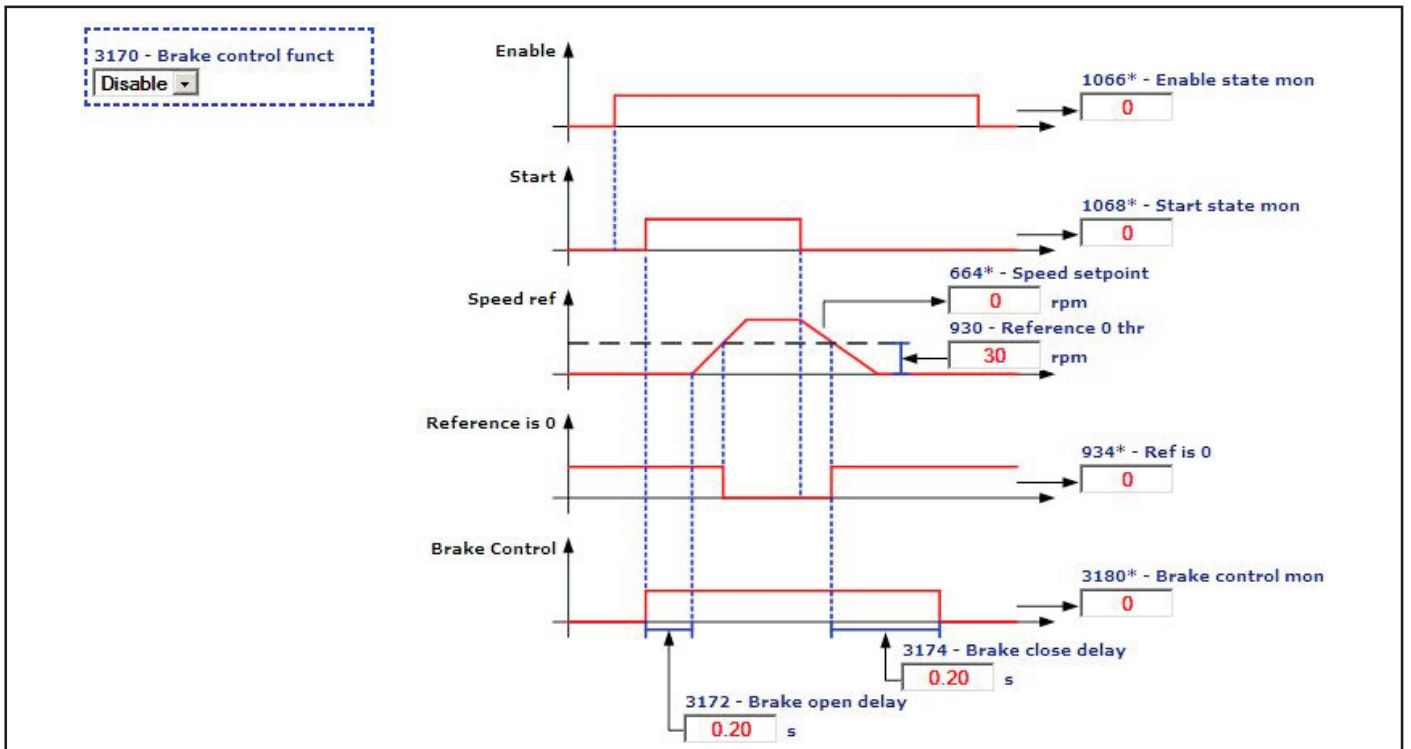 3170 - Brake control funct
Disable
Enable
1066* - Enable state mon
0
Start
1068* - Start state mon
0
Speed ref
664* - Speed setpoint
0 rpm
930 - Reference 0 thr
30 rpm
Reference is 0
934* - Ref is 0
0
Brake Control
3180* - Brake control mon
0
3174 - Brake close delay
0.20 s
3172 - Brake open delay
0.20 s